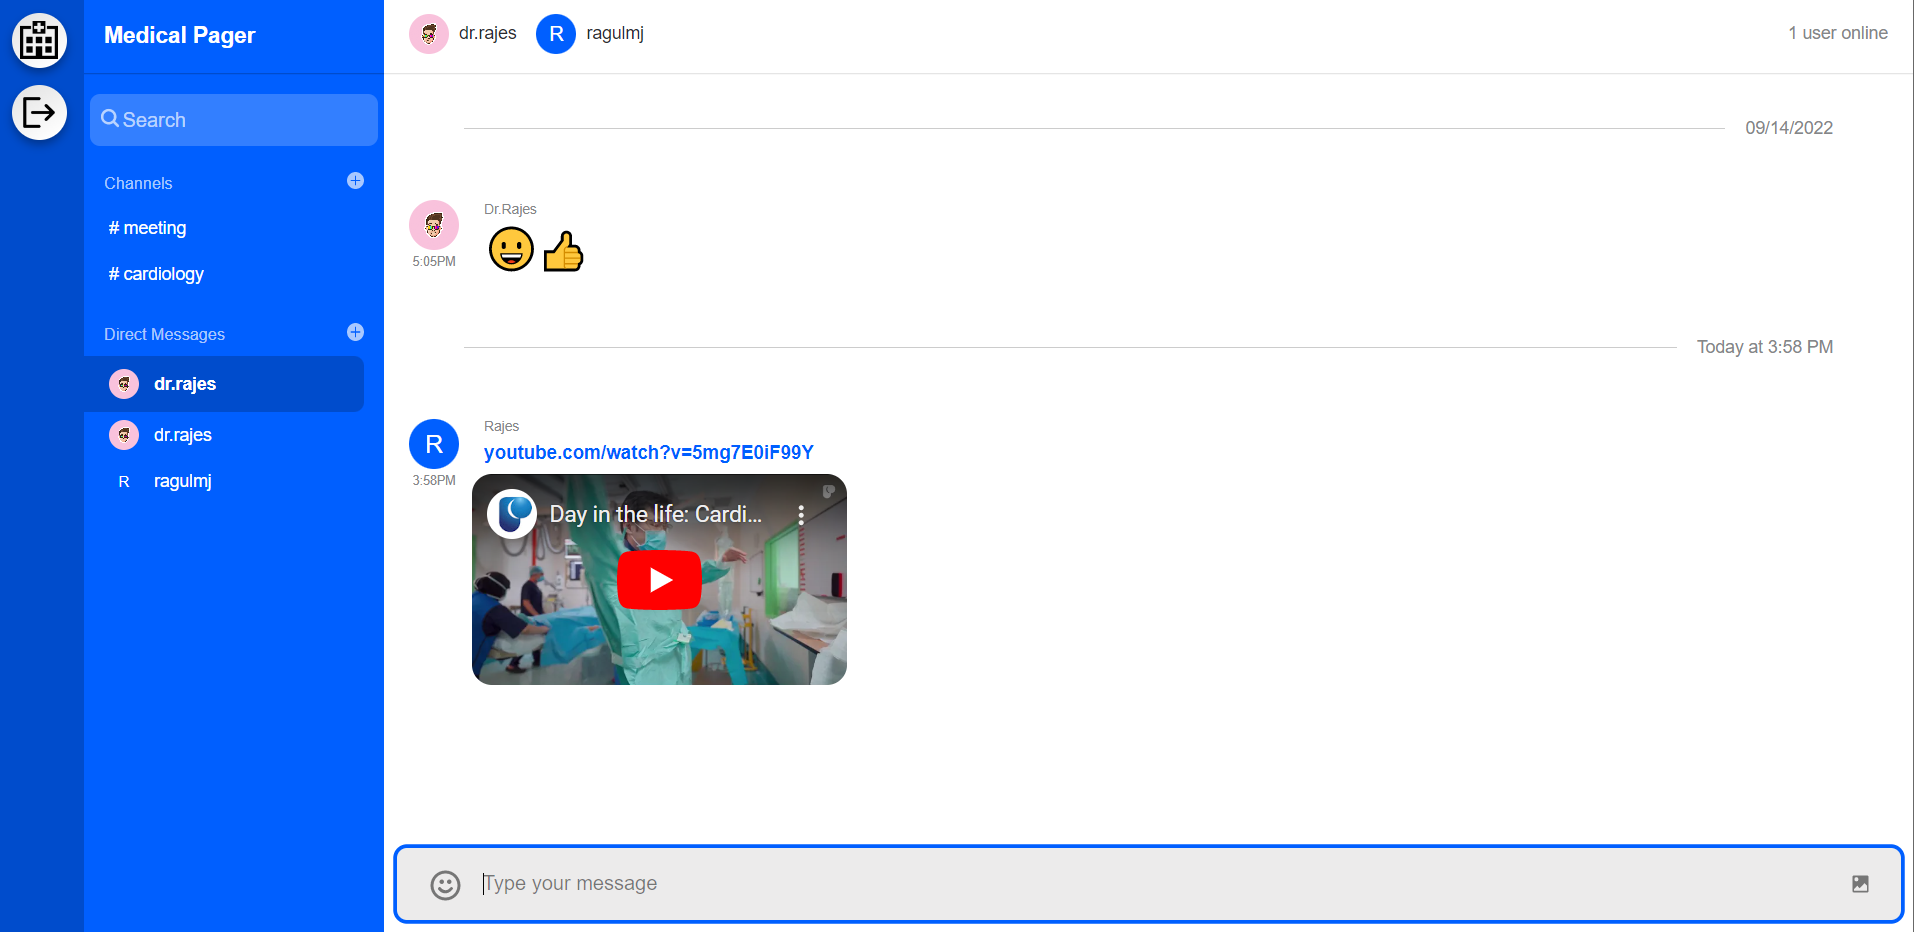 Medical Pager
Search
Channels
# meeting
# cardiology
Direct Messages
dr.rajes
dr.rajes
R ragulmj
dr.rajes R ragulmj
1 user online
09/14/2022
Dr.Rajes
5:05PM
Today at 3:58 PM
Rajes
R
youtube.com/watch?v=5mg7E0iF99Y
3:58PM
Day in the life: Cardi...
Type your message